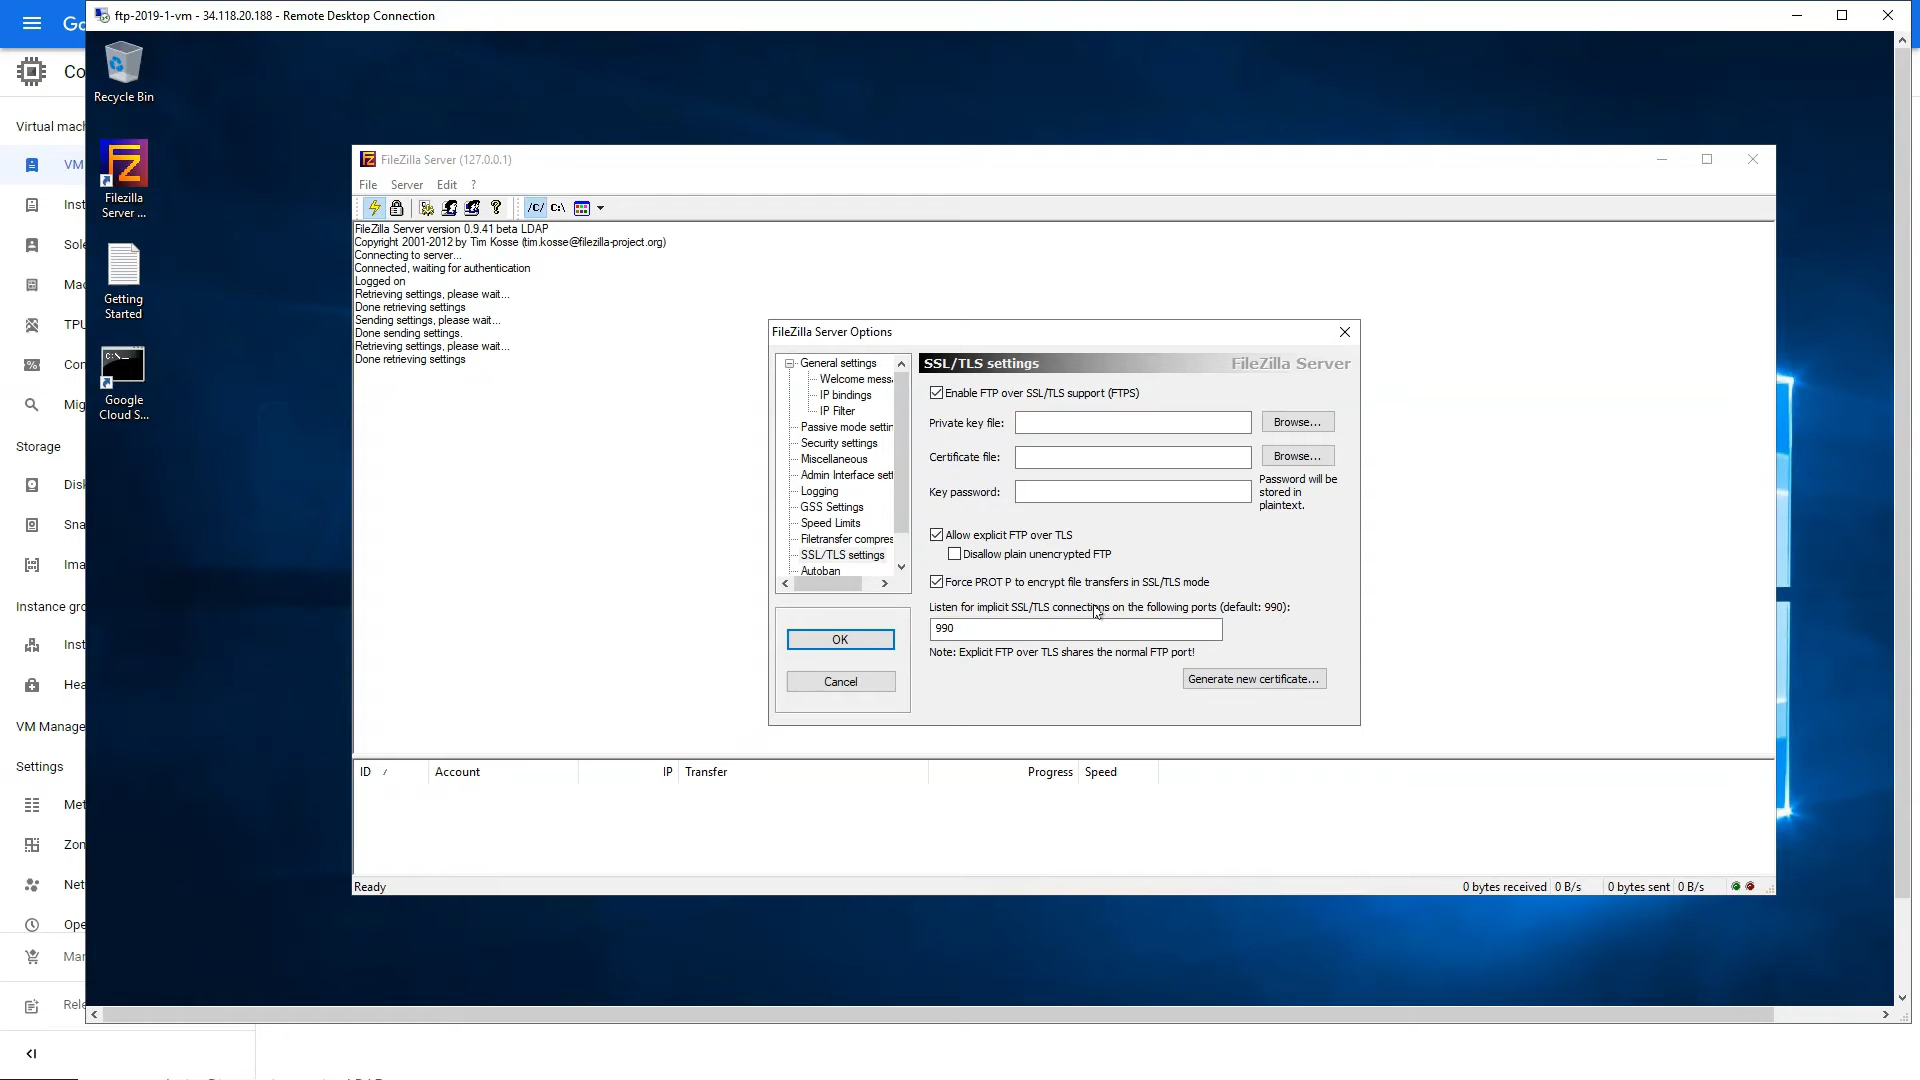 ftp-2019-1-vm - 34.118.20.188 - Remote Desktop Connection
Co
Virtual mach
VM
Inst
Sole
Mac
TPU
Com
Mig
Storage
Disk
Sna
Ima
Instance gro
Inst
Hea
VM Manage
Settings
Met
Zon
Net
Ope
Mar
Rele
Recycle Bin
Filezilla
Server ...
Getting
Started
Google
Cloud S...
FileZilla Server (127.0.0.1)
File Server Edit ?
/C/ C:\
FileZilla Server version 0.9.41 beta LDAP
Copyright 2001-2012 by Tim Kosse (tim.kosse@filezilla-project.org)
Connecting to server...
Connected, waiting for authentication
Logged on
Retrieving settings, please wait...
Done retrieving settings
Sending settings, please wait...
Done sending settings.
Retrieving settings, please wait...
Done retrieving settings
FileZilla Server Options
General settings
Welcome messa
IP bindings
IP Filter
Passive mode settin
Security settings
Miscellaneous
Admin Interface sett
Logging
GSS Settings
Speed Limits
Filetransfer compres
SSL/TLS settings
Autoban
OK
Cancel
SSL/TLS settings FileZilla Server
Enable FTP over SSL/TLS support (FTPS)
Private key file: Browse...
Certificate file: Browse...
Key password: Password will be
stored in
plaintext.
Allow explicit FTP over TLS
Disallow plain unencrypted FTP
Force PROT P to encrypt file transfers in SSL/TLS mode
Listen for implicit SSL/TLS connections on the following ports (default: 990):
990
Note: Explicit FTP over TLS shares the normal FTP port!
Generate new certificate...
ID / Account IP Transfer Progress Speed
Ready 0 bytes received 0 B/s 0 bytes sent 0 B/s